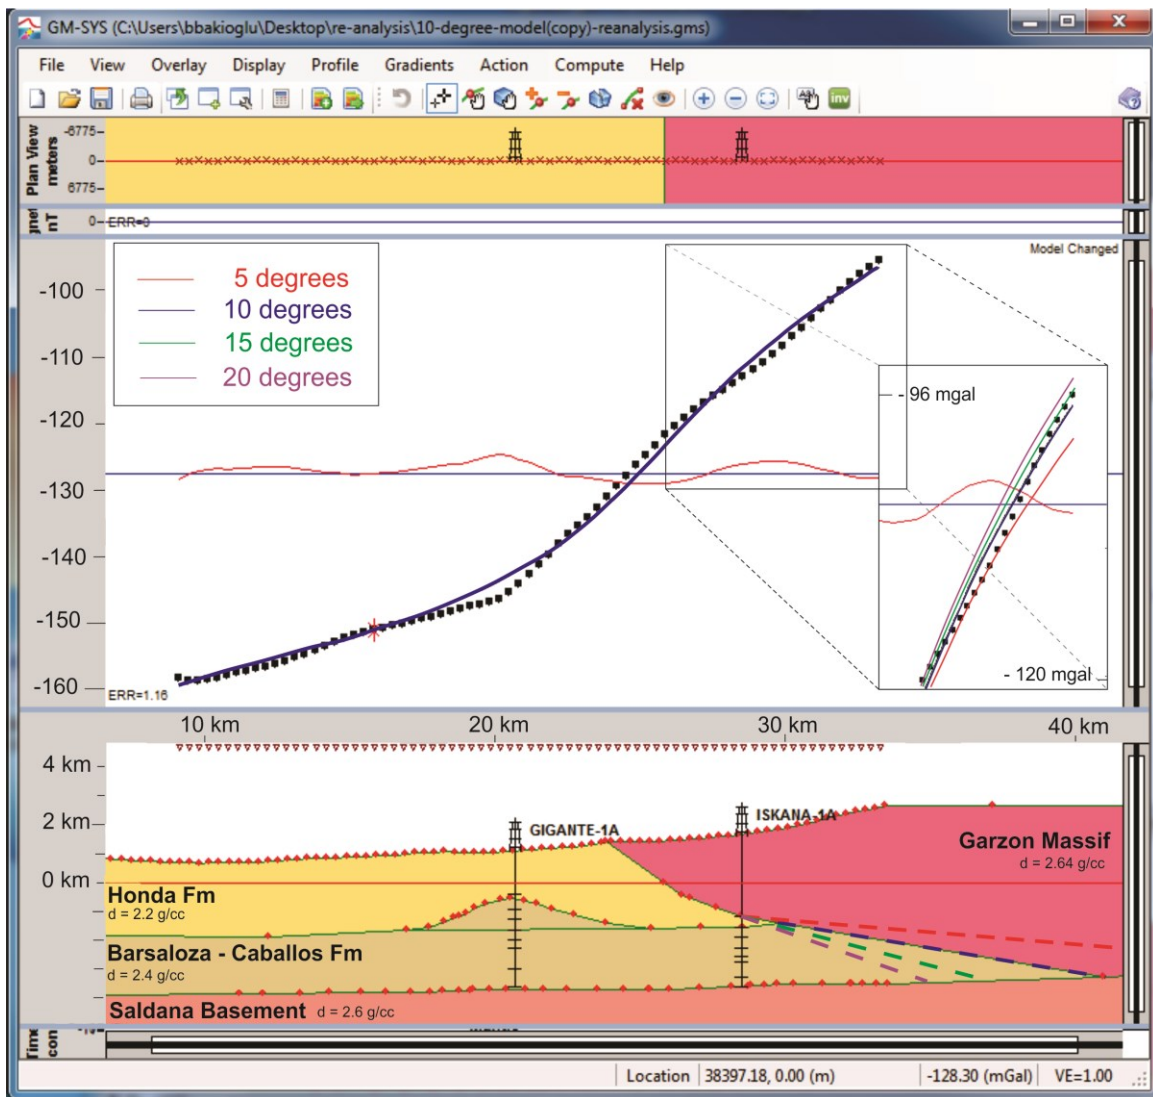 GM-SYS (C:\Users\bbakioglu\Desktop\re-analysis\10-degree-model(copy)-reanalysis.gms)
File View Overlay Display Profile Gradients Action Compute Help
inv
Plan View
meters
-6775
0
6775
nT
0
ERR=0
Model Changed
5 degrees
10 degrees
15 degrees
20 degrees
-100
-110
-120
-130
-140
-150
-160
ERR=1.16
- 96 mgal
- 120 mgal
10 km 20 km 30 km 40 km
4 km
2 km
0 km
GIGANTE-1A
ISKANA-1A
Garzon Massif
d = 2.64 g/cc
Honda Fm
d = 2.2 g/cc
Barsaloza - Caballos Fm
d = 2.4 g/cc
Saldana Basement d = 2.6 g/cc
Location 38397.18, 0.00 (m) -128.30 (mGal) VE=1.00